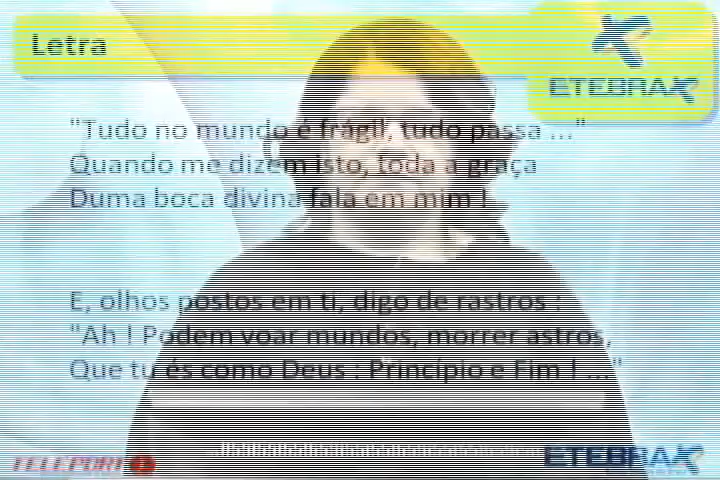 Letra
ETEBRAX
"Tudo no mundo é frágil, tudo passa ..."
Quando me dizem isto, toda a graça
Duma boca divina fala em mim !
E, olhos postos em ti, digo de rastros :
"Ah ! Podem voar mundos, morrer astros,
Que tu és como Deus : Princípio e Fim ! ..."
TELEPORT
ETEBRAX